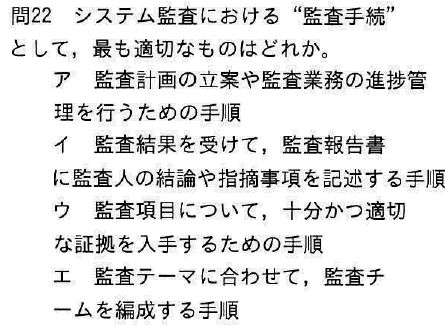 問22　システム監査における“監査手続”
として，最も適切なものはどれか。
ア　監査計画の立案や監査業務の進捗管
理を行うための手順
イ　監査結果を受けて，監査報告書
に監査人の結論や指摘事項を記述する手順
ウ　監査項目について，十分かつ適切
な証拠を入手するための手順
エ　監査テーマに合わせて，監査チ
ームを編成する手順